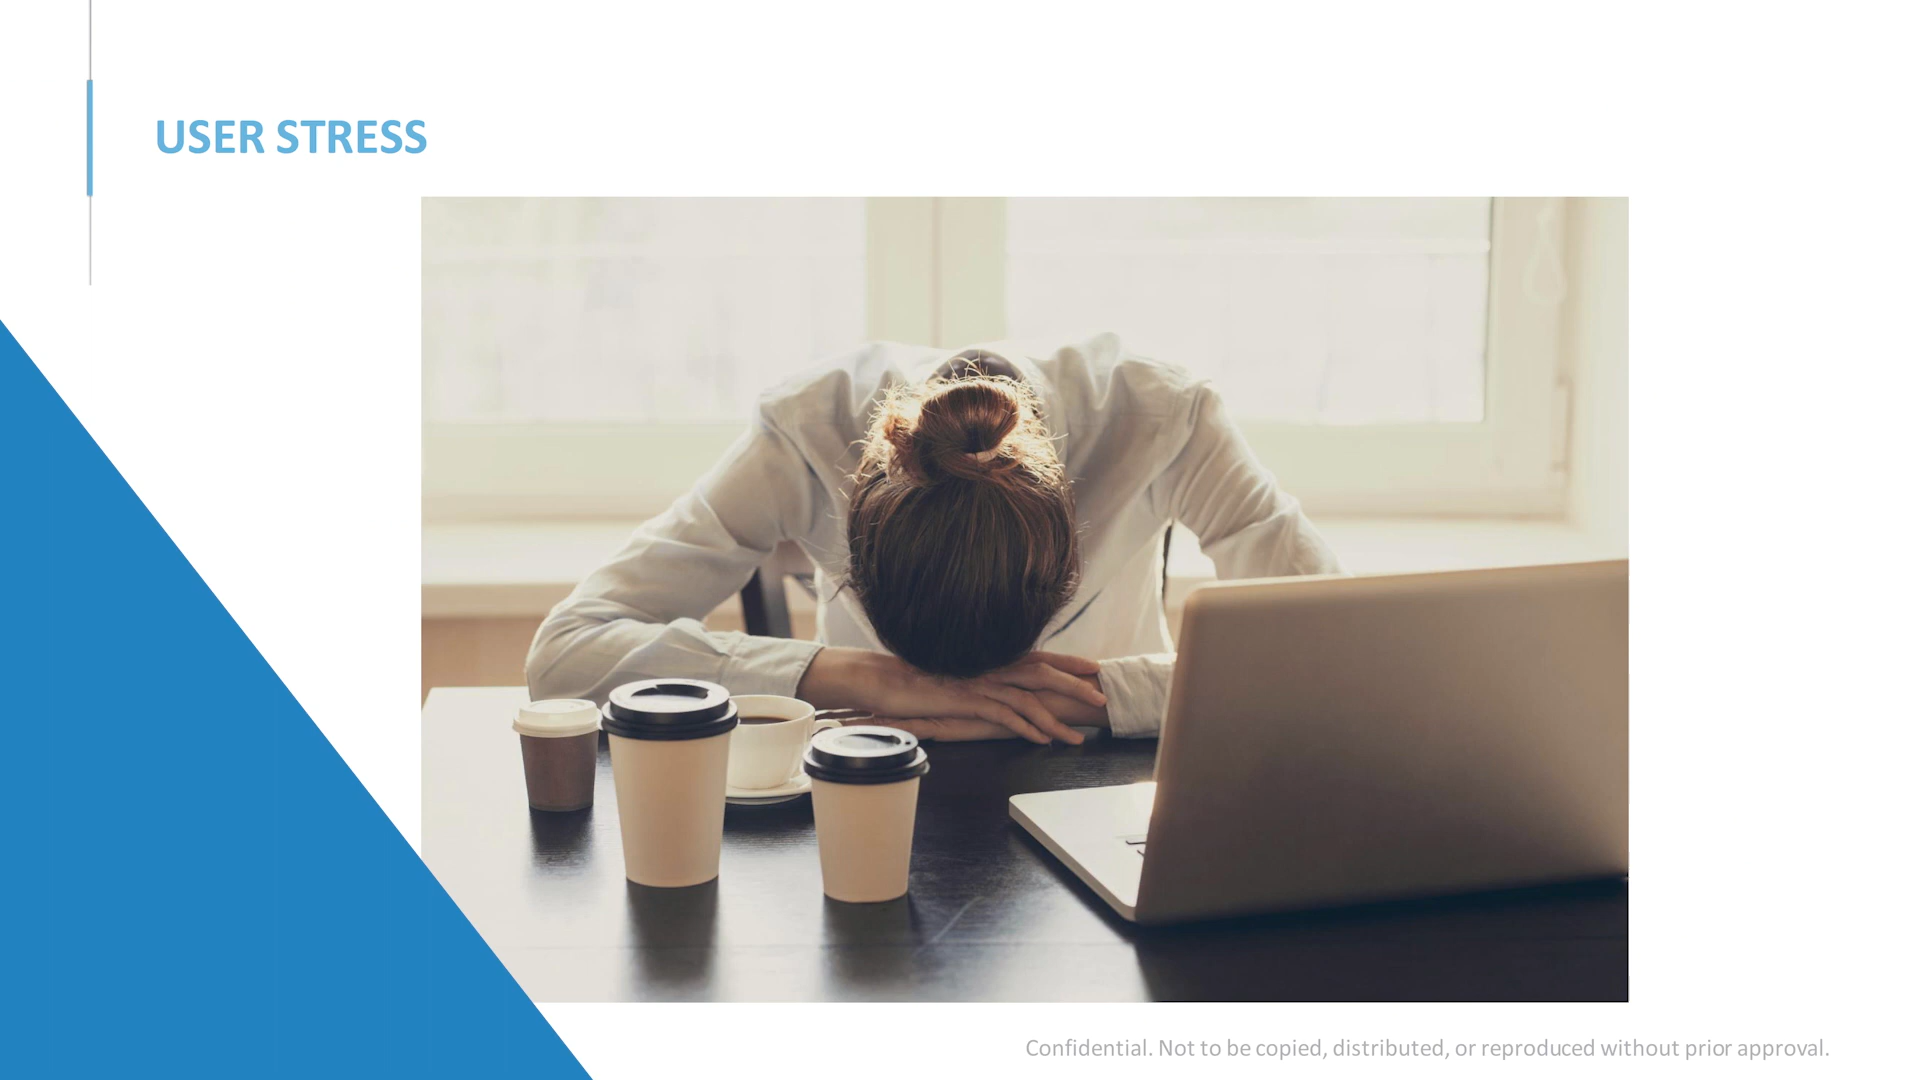 USER STRESS
Confidential. Not to be copied, distributed, or reproduced without prior approval.